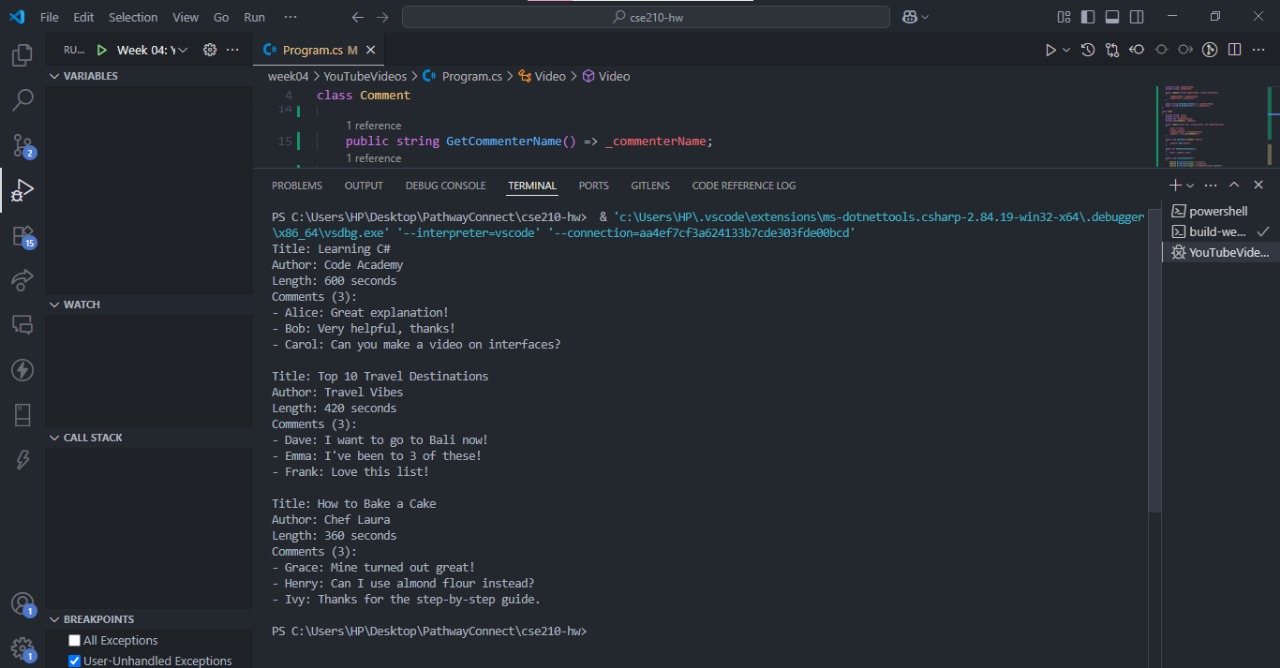 File Edit Selection View Go Run ···
cse210-hw
RU... Week 04: Y
Program.cs M
week04 > YouTubeVideos > Program.cs > Video > Video
VARIABLES
4 class Comment
14
1 reference
15 public string GetCommenterName() => _commenterName;
1 reference
PROBLEMS OUTPUT DEBUG CONSOLE TERMINAL PORTS GITLENS CODE REFERENCE LOG
PS C:\Users\HP\Desktop\PathwayConnect\cse210-hw> & 'c:\Users\HP\.vscode\extensions\ms-dotnettools.csharp-2.84.19-win32-x64\.debugger
\x86_64\vsdbg.exe' '--interpreter=vscode' '--connection=aa4ef7cf3a624133b7cde303fde00bcd'
Title: Learning C#
Author: Code Academy
Length: 600 seconds
Comments (3):
- Alice: Great explanation!
- Bob: Very helpful, thanks!
- Carol: Can you make a video on interfaces?
Title: Top 10 Travel Destinations
Author: Travel Vibes
Length: 420 seconds
Comments (3):
- Dave: I want to go to Bali now!
- Emma: I've been to 3 of these!
- Frank: Love this list!
Title: How to Bake a Cake
Author: Chef Laura
Length: 360 seconds
Comments (3):
- Grace: Mine turned out great!
- Henry: Can I use almond flour instead?
- Ivy: Thanks for the step-by-step guide.
PS C:\Users\HP\Desktop\PathwayConnect\cse210-hw>
powershell
build-we...
YouTubeVide...
WATCH
CALL STACK
BREAKPOINTS
All Exceptions
User-Unhandled Exceptions
2
15
1
1